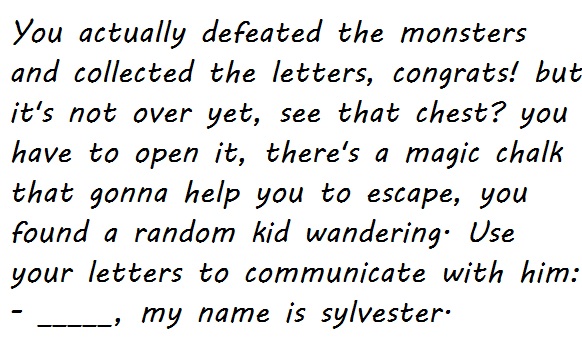 You actually defeated the monsters
and collected the letters, congrats! but
it's not over yet, see that chest? you
have to open it, there's a magic chalk
that gonna help you to escape, you
found a random kid wandering. Use
your letters to communicate with him:
- _____, my name is sylvester.